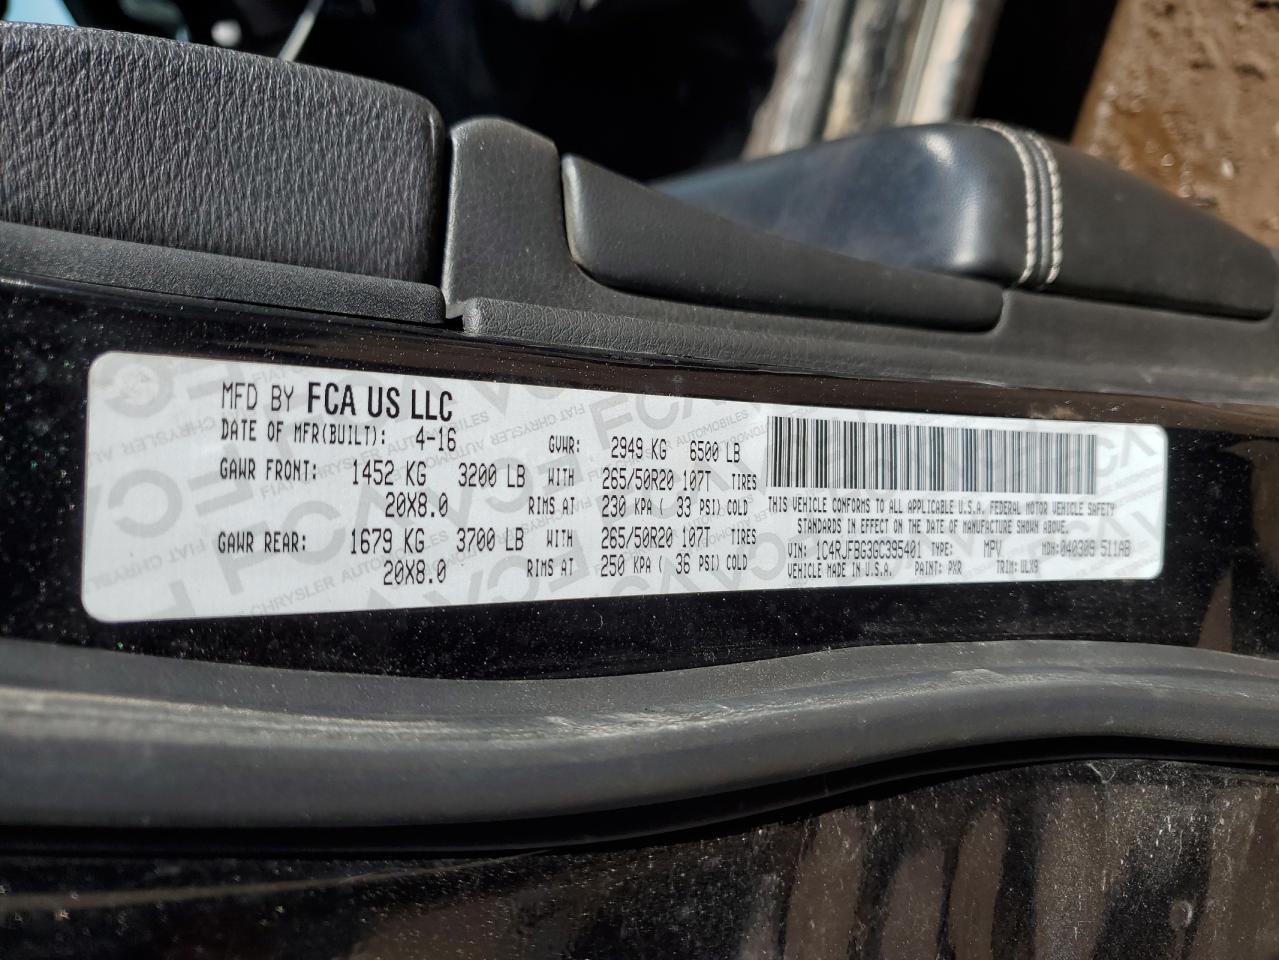 MFD BY FCA US LLC
DATE OF MFR(BUILT): 4-16 GVWR: 2949 KG 6500 LB
GAWR FRONT: 1452 KG 3200 LB WITH 265/50R20 107T TIRES
20X8.0 RIMS AT 230 KPA ( 33 PSI) COLD
GAWR REAR: 1679 KG 3700 LB WITH 265/50R20 107T TIRES
20X8.0 RIMS AT 250 KPA ( 36 PSI) COLD
THIS VEHICLE CONFORMS TO ALL APPLICABLE U.S.A. FEDERAL MOTOR VEHICLE SAFETY
STANDARDS IN EFFECT ON THE DATE OF MANUFACTURE SHOWN ABOVE.
VIN: 1C4RJFBG3GC395401 TYPE: MPV MDH: 040309 511AB
VEHICLE MADE IN U.S.A. PAINT: PXR TRIM: ULX9